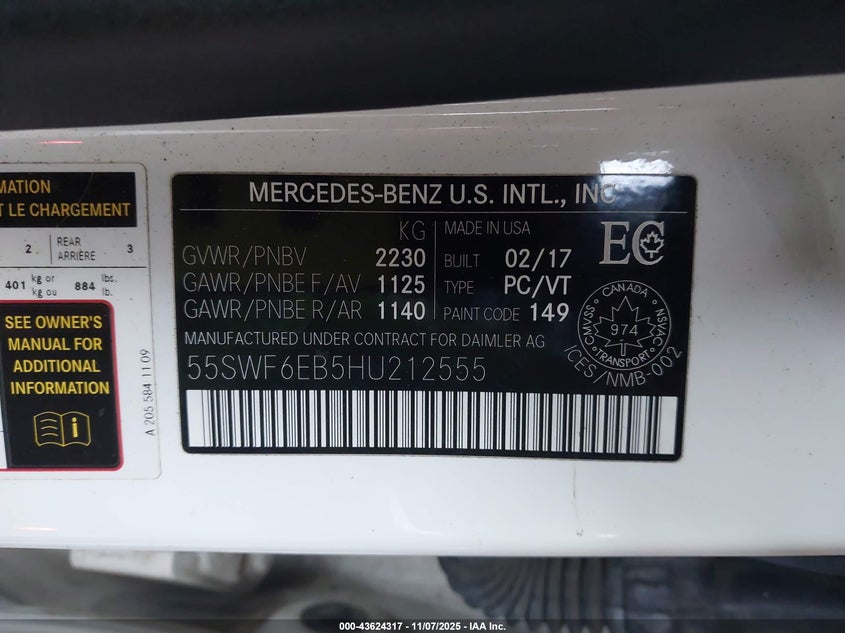 MATION
T LE CHARGEMENT
2 REAR ARRIÈRE 3
401 kg or kg ou 884 lbs. lb.
SEE OWNER'S
MANUAL FOR
ADDITIONAL
INFORMATION
A 205 584 11 09
MERCEDES-BENZ U.S. INTL., INC
KG
GVWR/PNBV 2230
GAWR/PNBE F/AV 1125
GAWR/PNBE R/AR 1140
MADE IN USA
BUILT 02/17
TYPE PC/VT
PAINT CODE 149
EC
MANUFACTURED UNDER CONTRACT FOR DAIMLER AG
55SWF6EB5HU212555
CANADA
CMVSS NSVAC
974
TRANSPORT
ICES/NMB-002
000-43624317 - 11/07/2025 - IAA Inc.